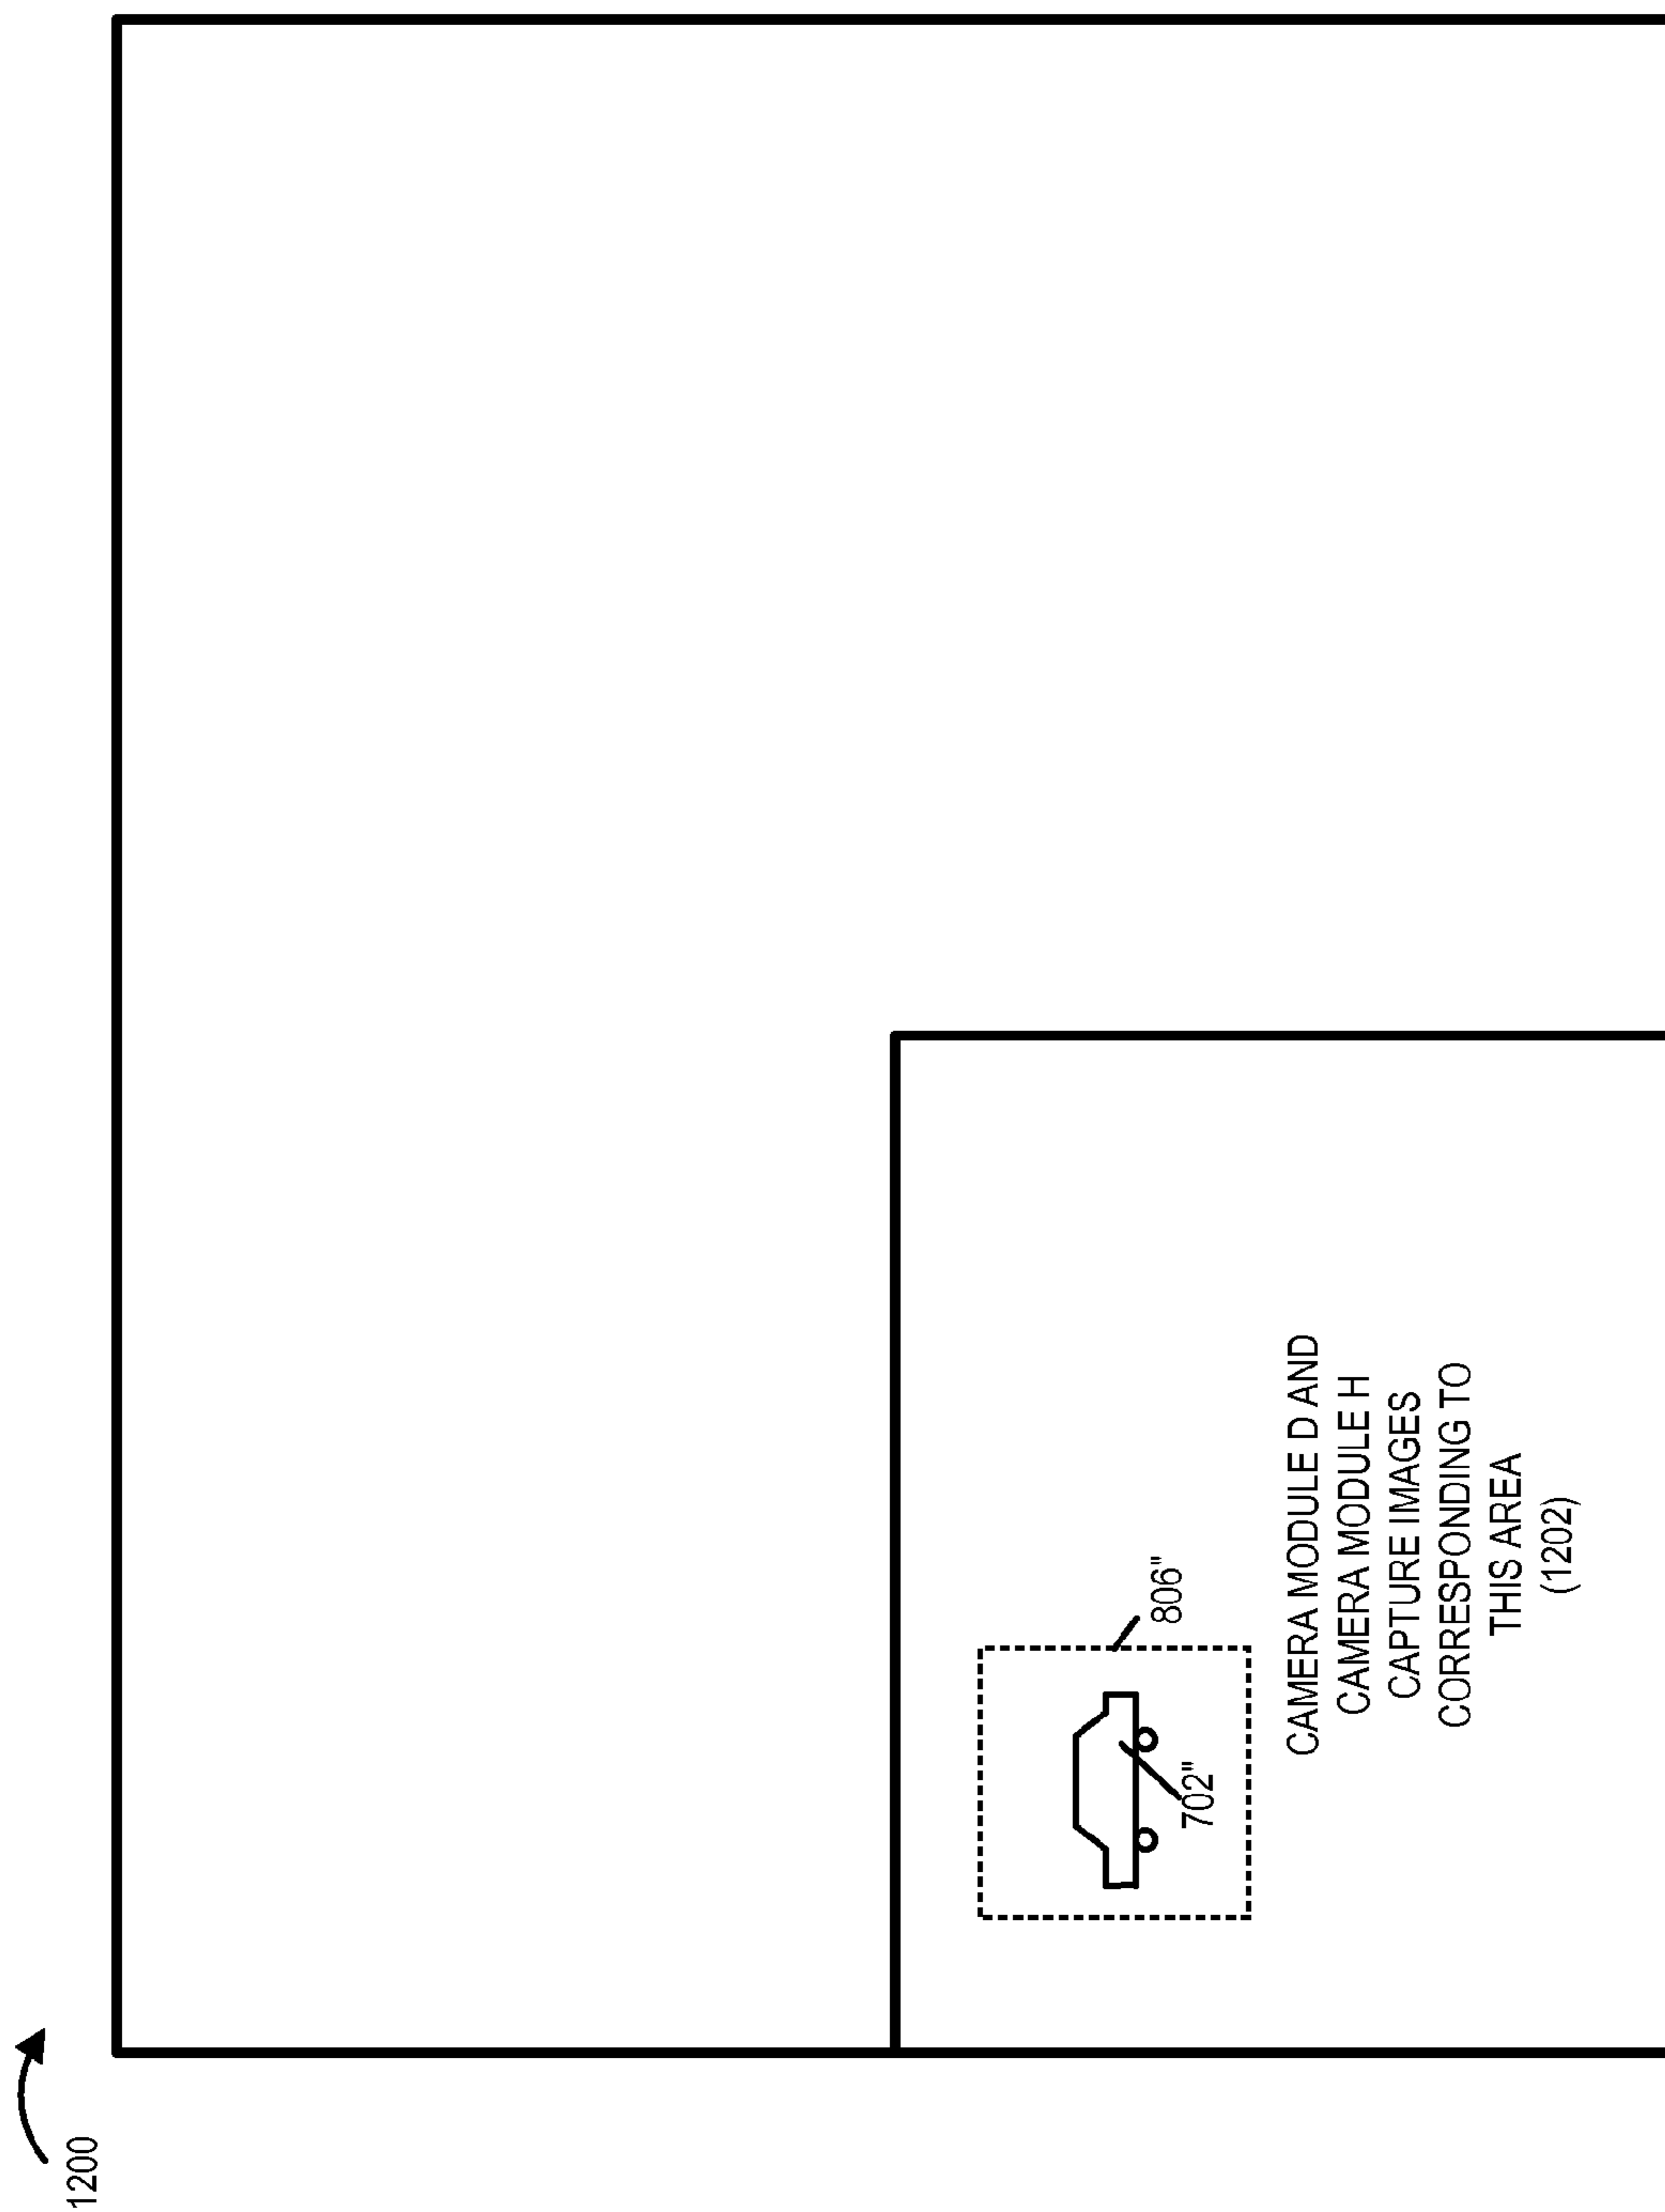 1200
806"
702"
CAMERA MODULE D AND
CAMERA MODULE H
CAPTURE IMAGES
CORRESPONDING TO
THIS AREA
(1202)